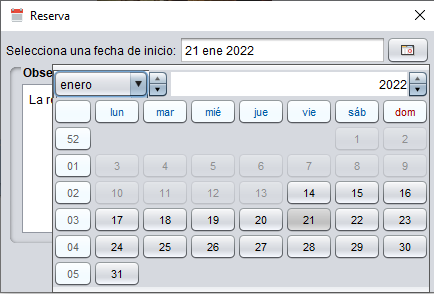 Reserva
Selecciona una fecha de inicio: 21 ene 2022
Obse
La re
enero 2022
lun mar mié jue vie sáb dom
52 1 2
01 3 4 5 6 7 8 9
02 10 11 12 13 14 15 16
03 17 18 19 20 21 22 23
04 24 25 26 27 28 29 30
05 31